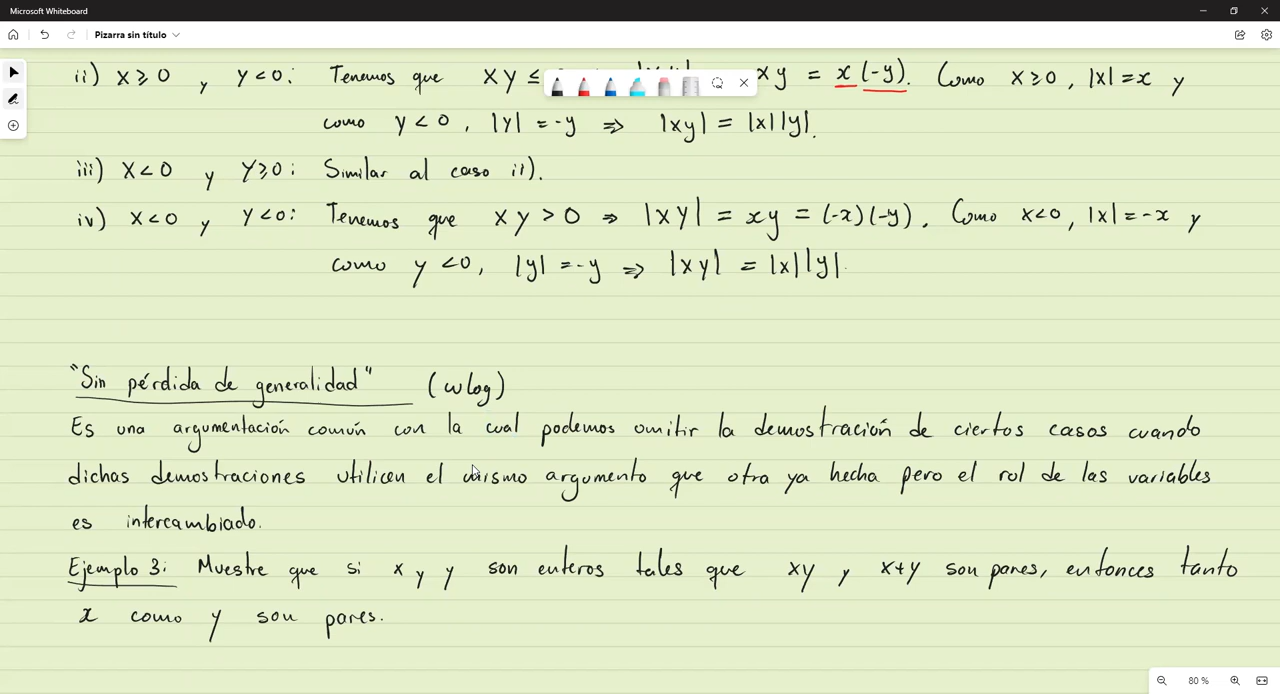 Microsoft Whiteboard
Pizarra sin título
ii) x ≥ 0 y y < 0: Tenemos que xy ≤ xy = x(-y). Como x ≥ 0, |x| = x y
como y < 0, |y| = -y ⇒ |xy| = |x||y|.
iii) x < 0 y y ≥ 0: Similar al caso ii).
iv) x < 0 y y < 0: Tenemos que xy > 0 ⇒ |xy| = xy = (-x)(-y). Como x < 0, |x| = -x y
como y < 0, |y| = -y ⇒ |xy| = |x||y|.
"Sin pérdida de generalidad" (wlog)
Es una argumentación común con la cual podemos omitir la demostración de ciertos casos cuando
dichas demostraciones utilicen el mismo argumento que otra ya hecha pero el rol de las variables
es intercambiado.
Ejemplo 3: Muestre que si x y y son enteros tales que xy y x+y son pares, entonces tanto
x como y son pares.
80 %